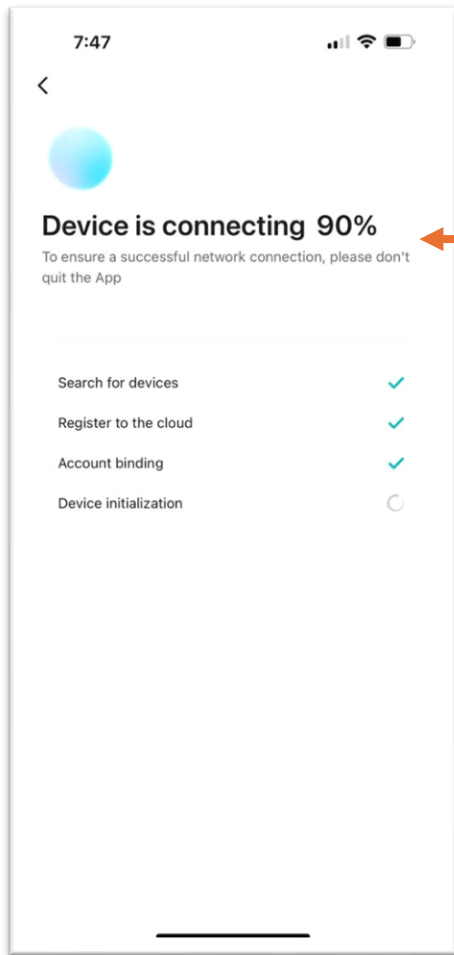 7:47
Device is connecting 90%
To ensure a successful network connection, please don't
quit the App
Search for devices
Register to the cloud
Account binding
Device initialization